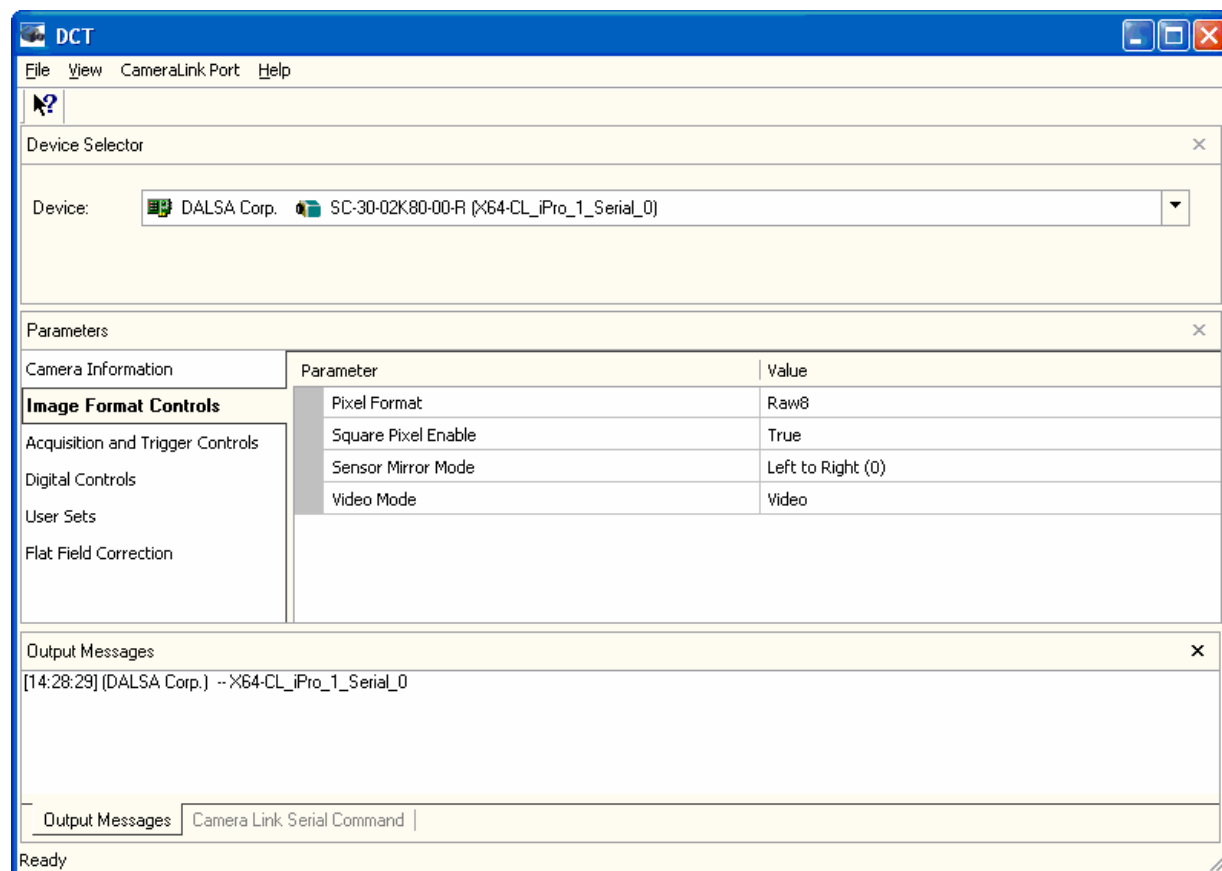 DCT
File View CameraLink Port Help
Device Selector
Device: DALSA Corp. SC-30-02K80-00-R (X64-CL_iPro_1_Serial_0)
Parameters
Camera Information
Image Format Controls
Acquisition and Trigger Controls
Digital Controls
User Sets
Flat Field Correction
Parameter Value
Pixel Format Raw8
Square Pixel Enable True
Sensor Mirror Mode Left to Right (0)
Video Mode Video
Output Messages
[14:28:29] (DALSA Corp.) -- X64-CL_iPro_1_Serial_0
Output Messages Camera Link Serial Command
Ready